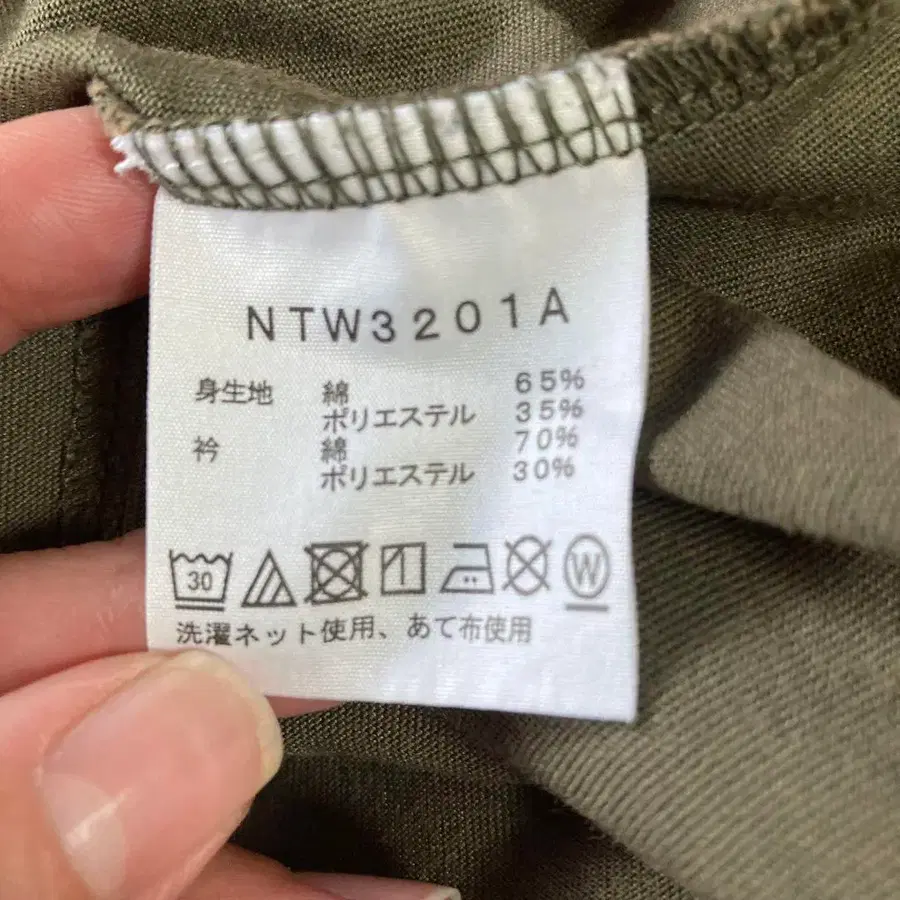 NTW3201A
身生地 綿 65%
ポリエステル 35%
衿 綿 70%
ポリエステル 30%
30 W
洗濯ネット使用、あて布使用